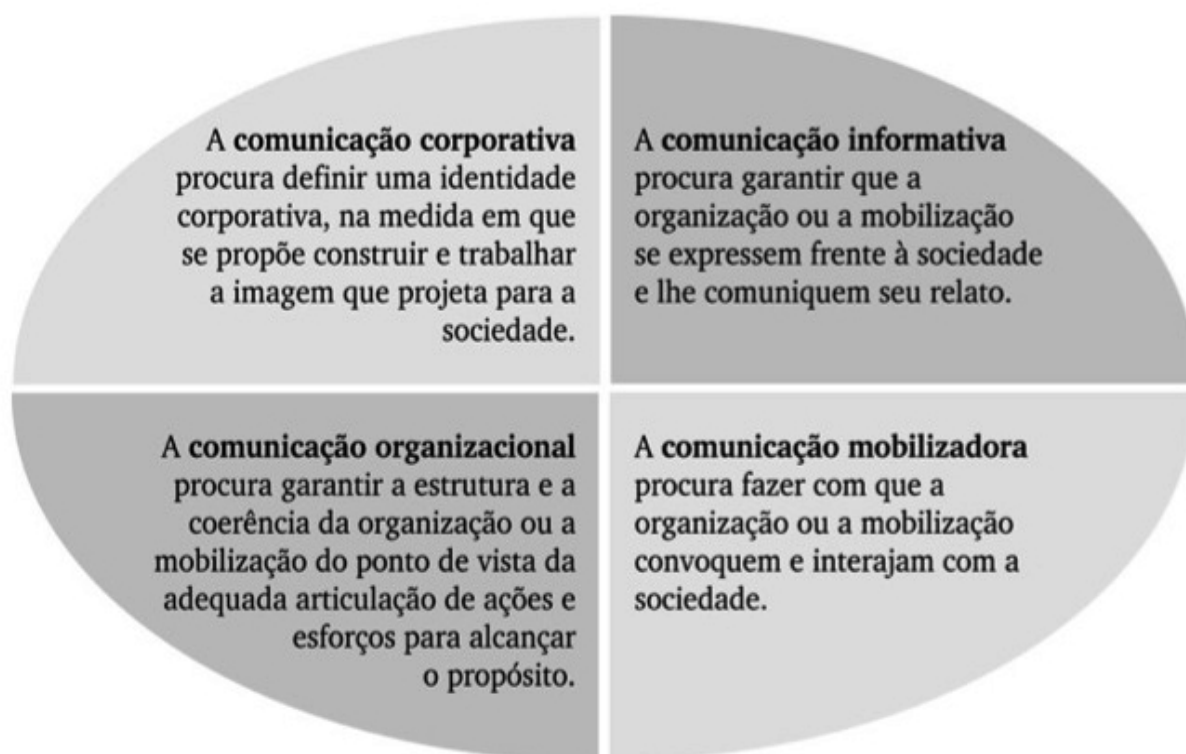 A comunicação corporativa
procura definir uma identidade
corporativa, na medida em que
se propõe construir e trabalhar
a imagem que projeta para a
sociedade.
A comunicação informativa
procura garantir que a
organização ou a mobilização
se expressem frente à sociedade
e lhe comuniquem seu relato.
A comunicação organizacional
procura garantir a estrutura e a
coerência da organização ou a
mobilização do ponto de vista da
adequada articulação de ações e
esforços para alcançar
o propósito.
A comunicação mobilizadora
procura fazer com que a
organização ou a mobilização
convoquem e interajam com a
sociedade.